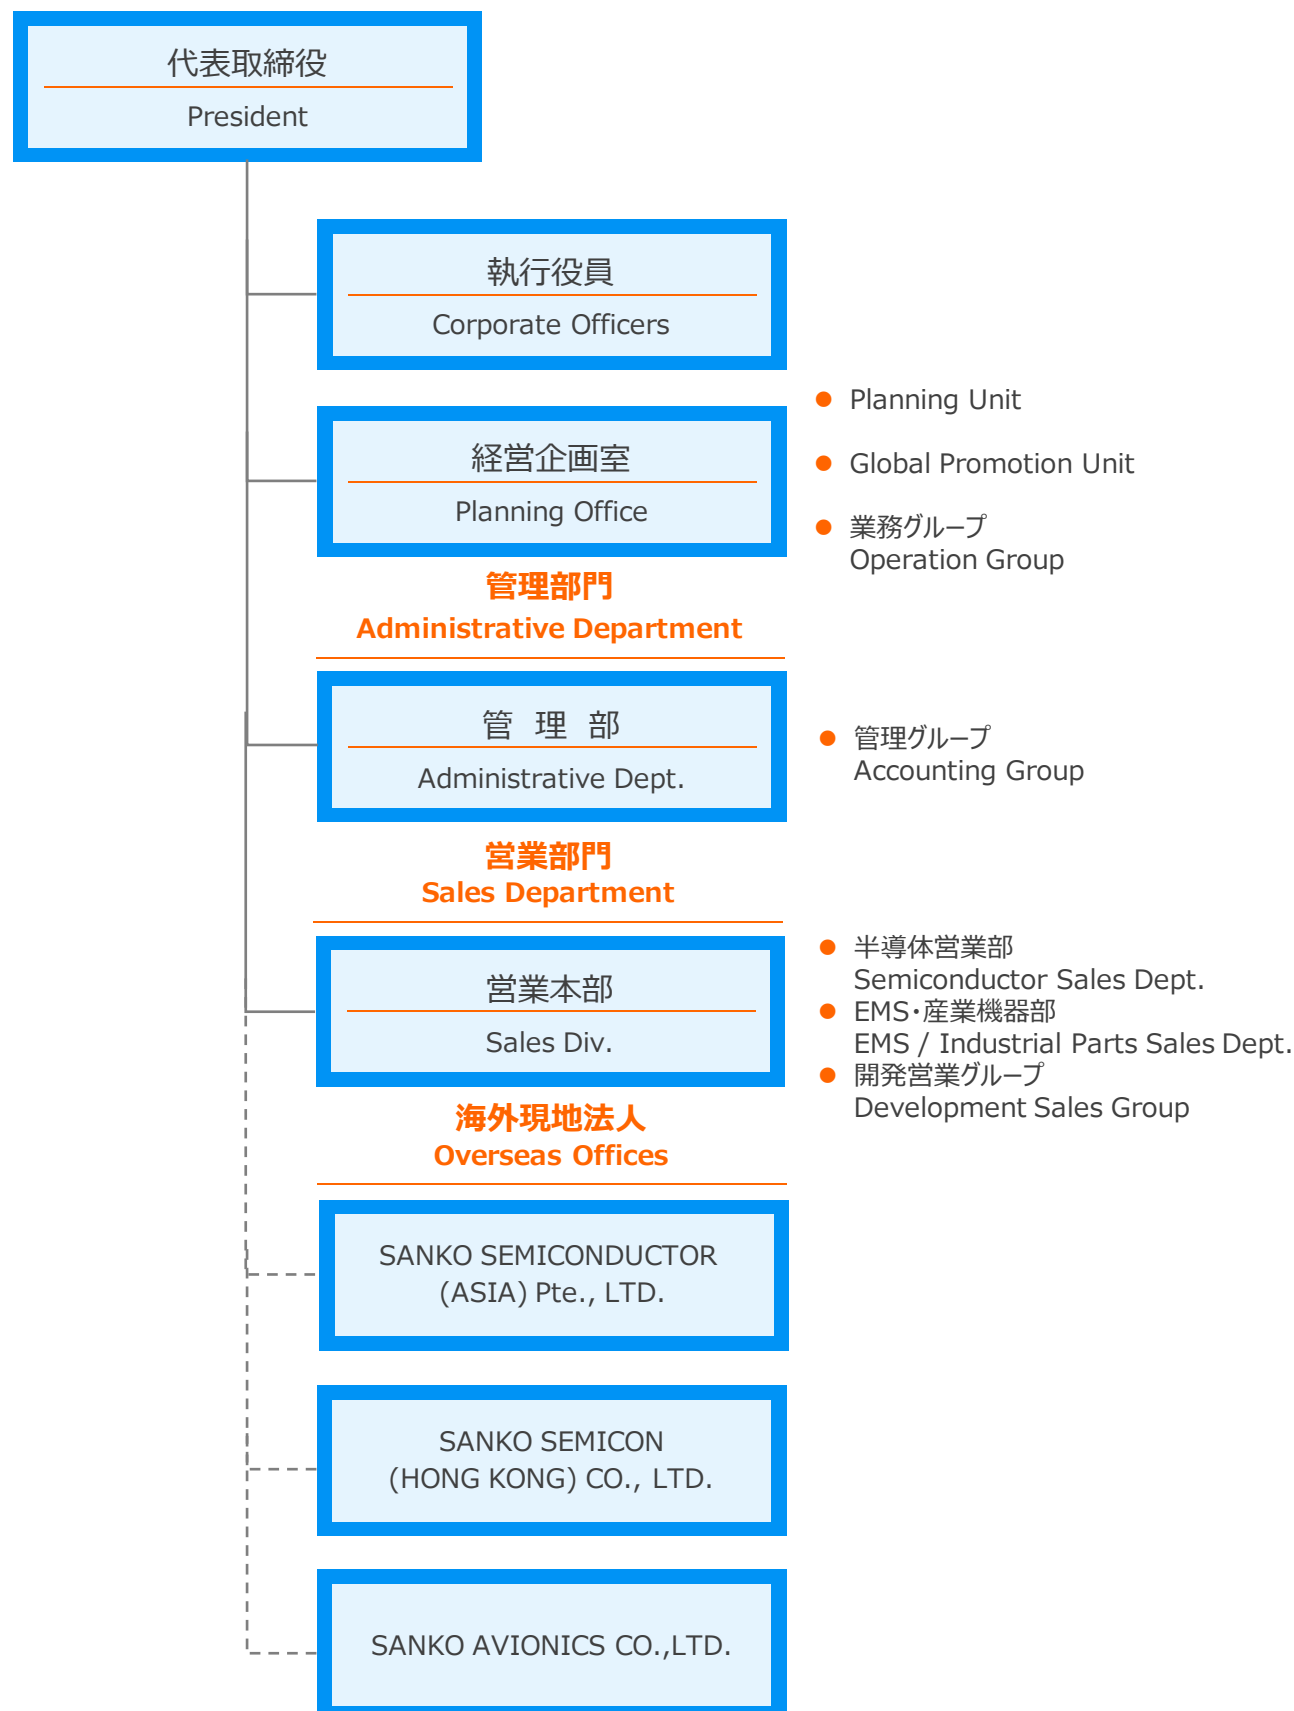 代表取締役
President
執行役員
Corporate Officers
経営企画室
Planning Office
● Planning Unit
● Global Promotion Unit
● 業務グループ
Operation Group
管理部門
Administrative Department
管 理 部
Administrative Dept.
● 管理グループ
Accounting Group
営業部門
Sales Department
営業本部
Sales Div.
● 半導体営業部
Semiconductor Sales Dept.
● EMS・産業機器部
EMS / Industrial Parts Sales Dept.
● 開発営業グループ
Development Sales Group
海外現地法人
Overseas Offices
SANKO SEMICONDUCTOR
(ASIA) Pte., LTD.
SANKO SEMICON
(HONG KONG) CO., LTD.
SANKO AVIONICS CO.,LTD.